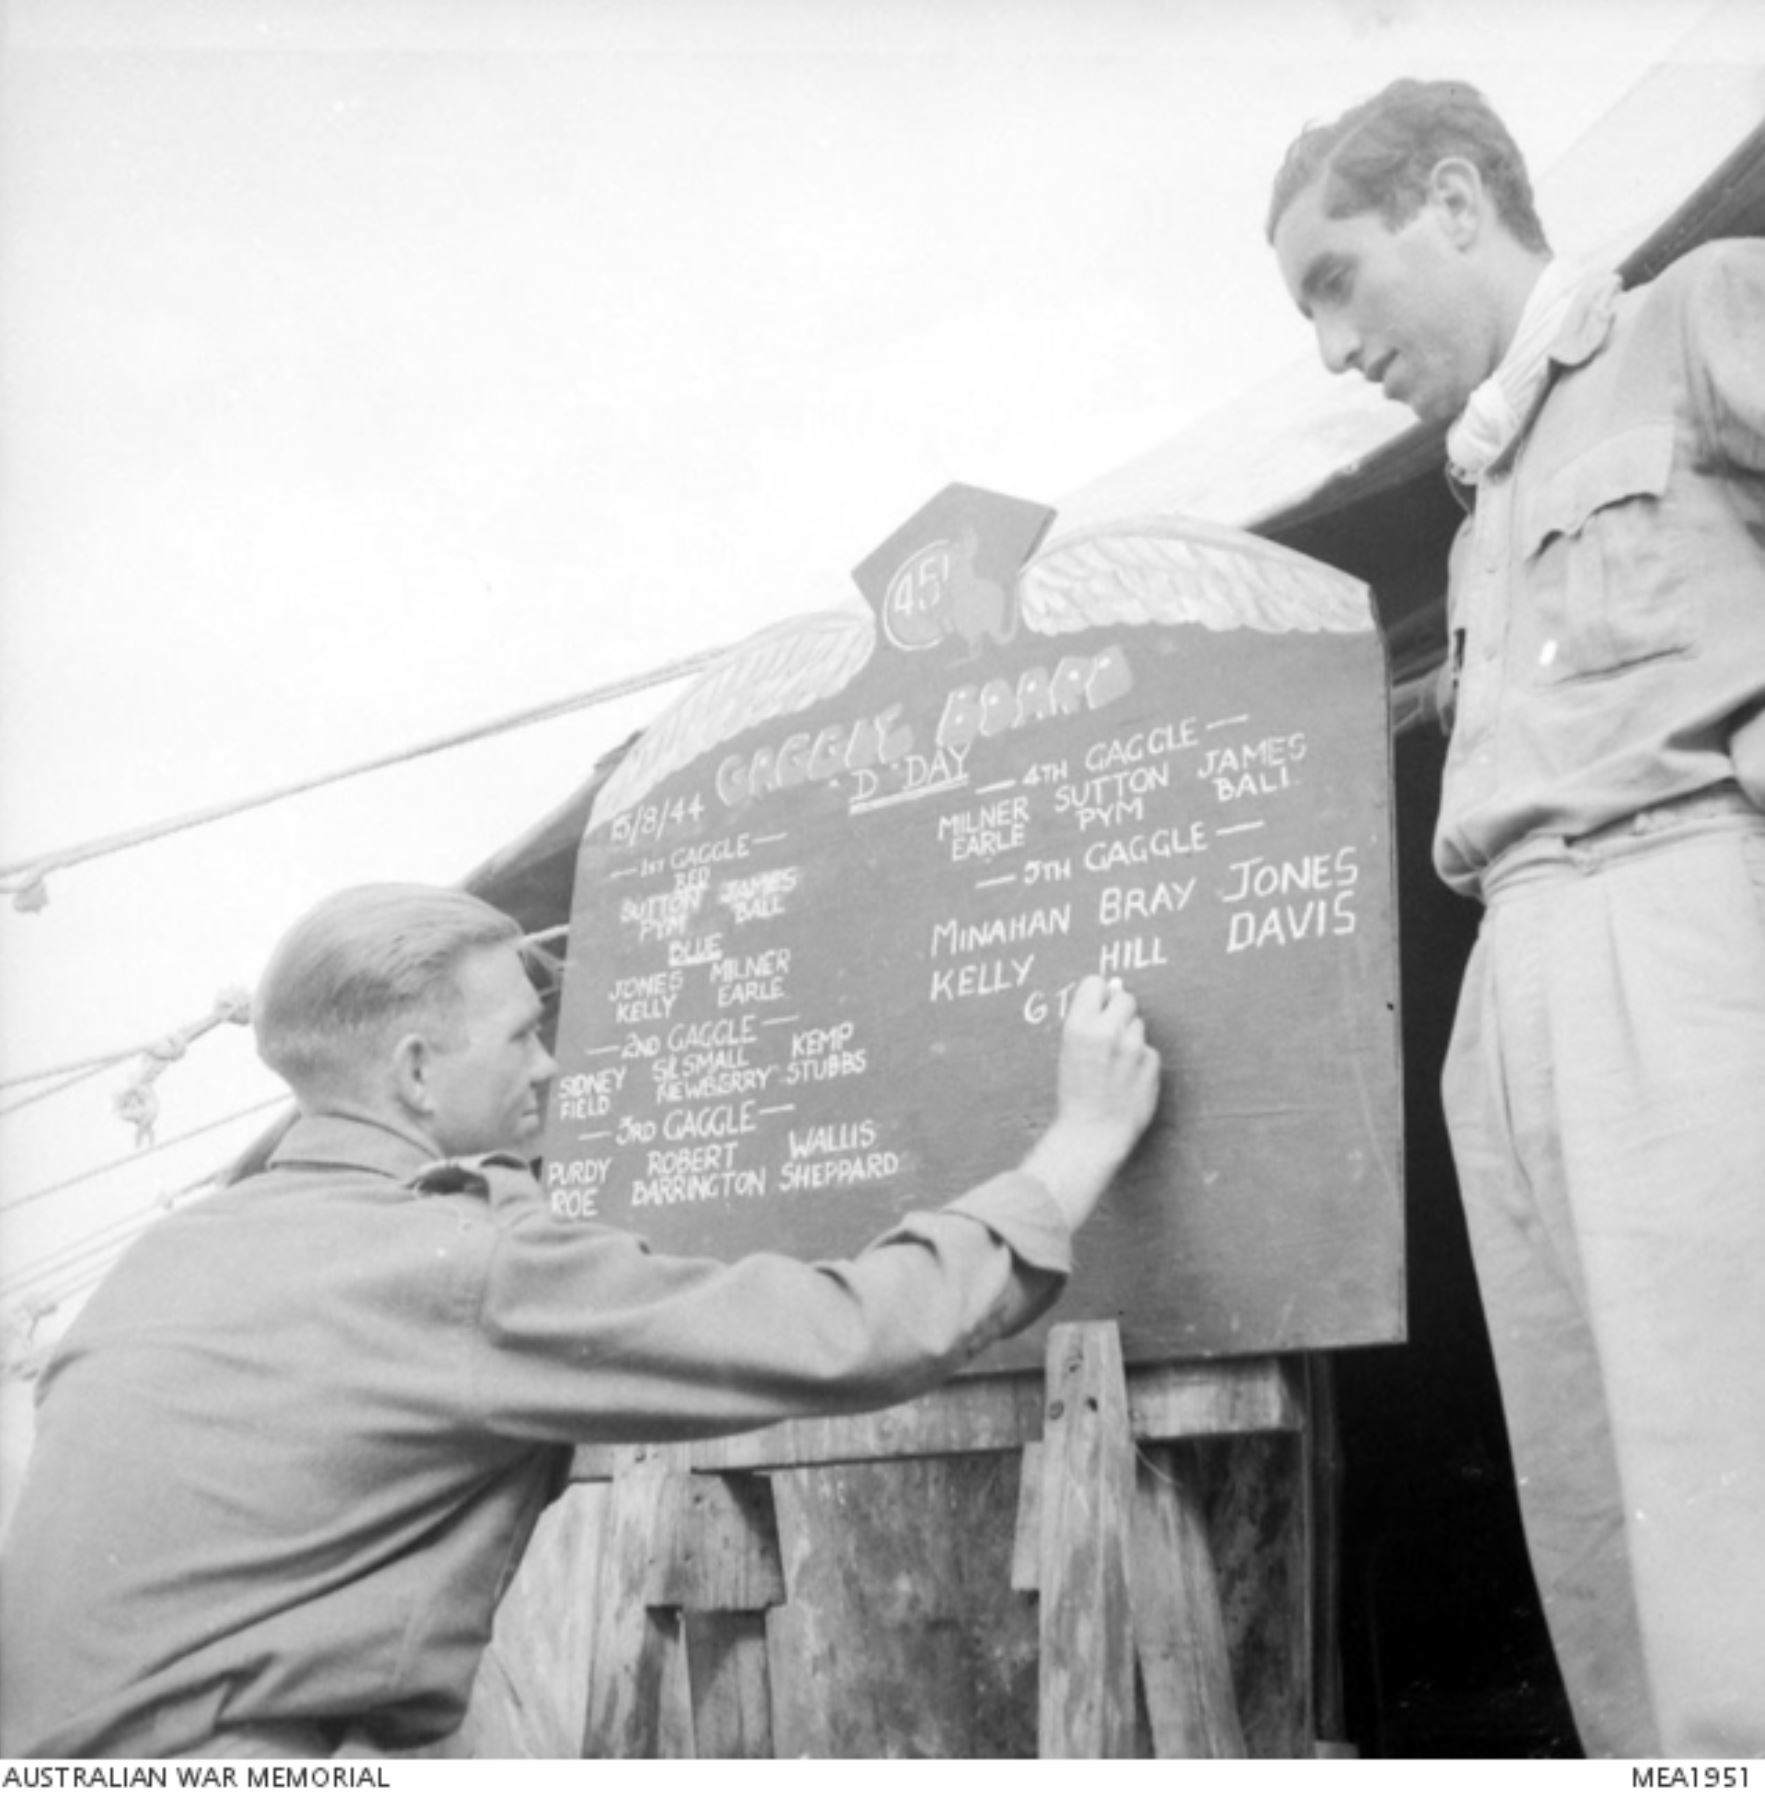 451
GAGGLE BOARD
"D" DAY
15/8/44
— 1ST GAGGLE —
RED
SUTTON JAMES
PYM BALL
BLUE
JONES MILNER
KELLY EARLE
— 2ND GAGGLE —
SIDNEY SILSMALL KEMP
FIELD NEWBERRY STUBBS
— 3RD GAGGLE —
PURDY ROBERT WALLIS
ROE BARRINGTON SHEPPARD
— 4TH GAGGLE —
MILNER SUTTON JAMES
EARLE PYM BALL
— 5TH GAGGLE —
MINAHAN BRAY JONES
KELLY HILL DAVIS
AUSTRALIAN WAR MEMORIAL
MEA1951